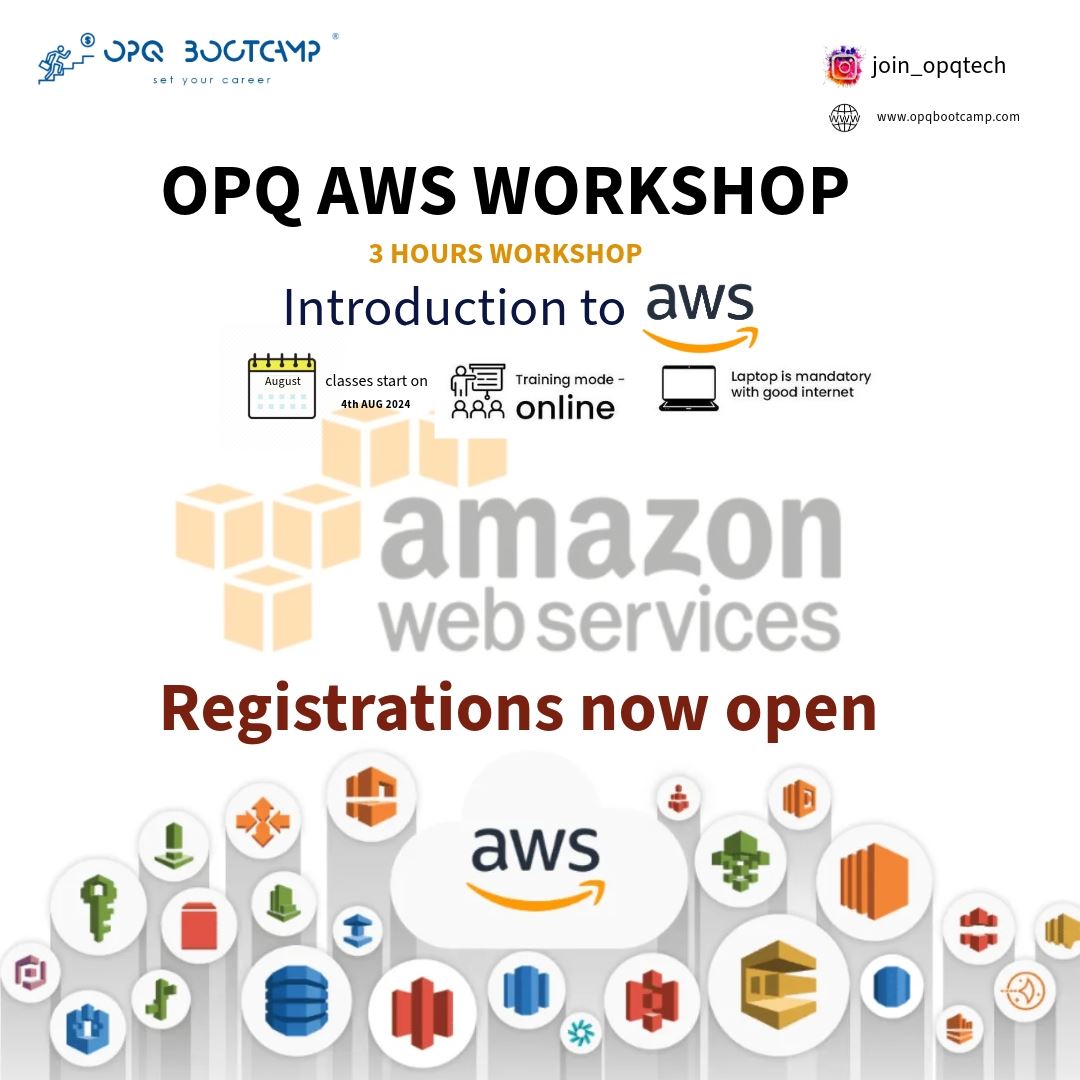 OPQ BOOTCAMP ®
set your career
join_opqtech
WWW
www.opqbootcamp.com
OPQ AWS WORKSHOP
3 HOURS WORKSHOP
Introduction to aws
August
classes start on
4th AUG 2024
Training mode -
online
Laptop is mandatory
with good internet
amazon
web services
Registrations now open
aws